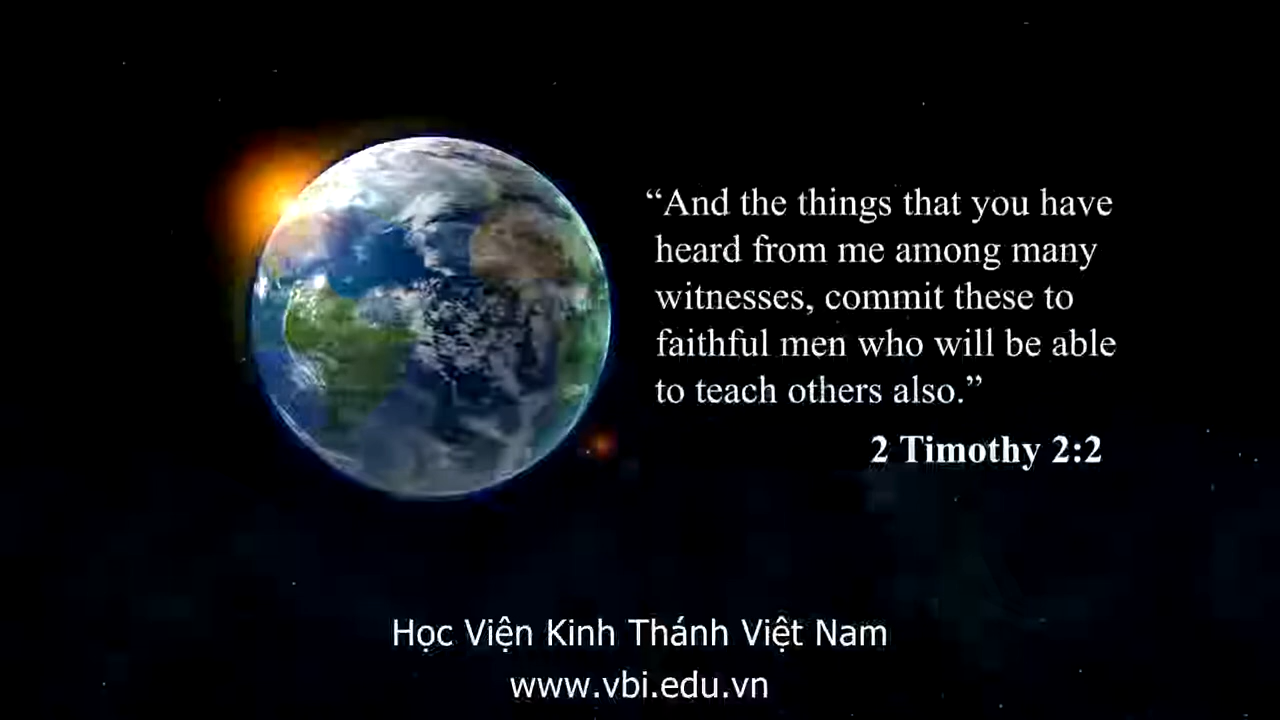 “And the things that you have
heard from me among many
witnesses, commit these to
faithful men who will be able
to teach others also.”
2 Timothy 2:2
Học Viện Kinh Thánh Việt Nam
www.vbi.edu.vn